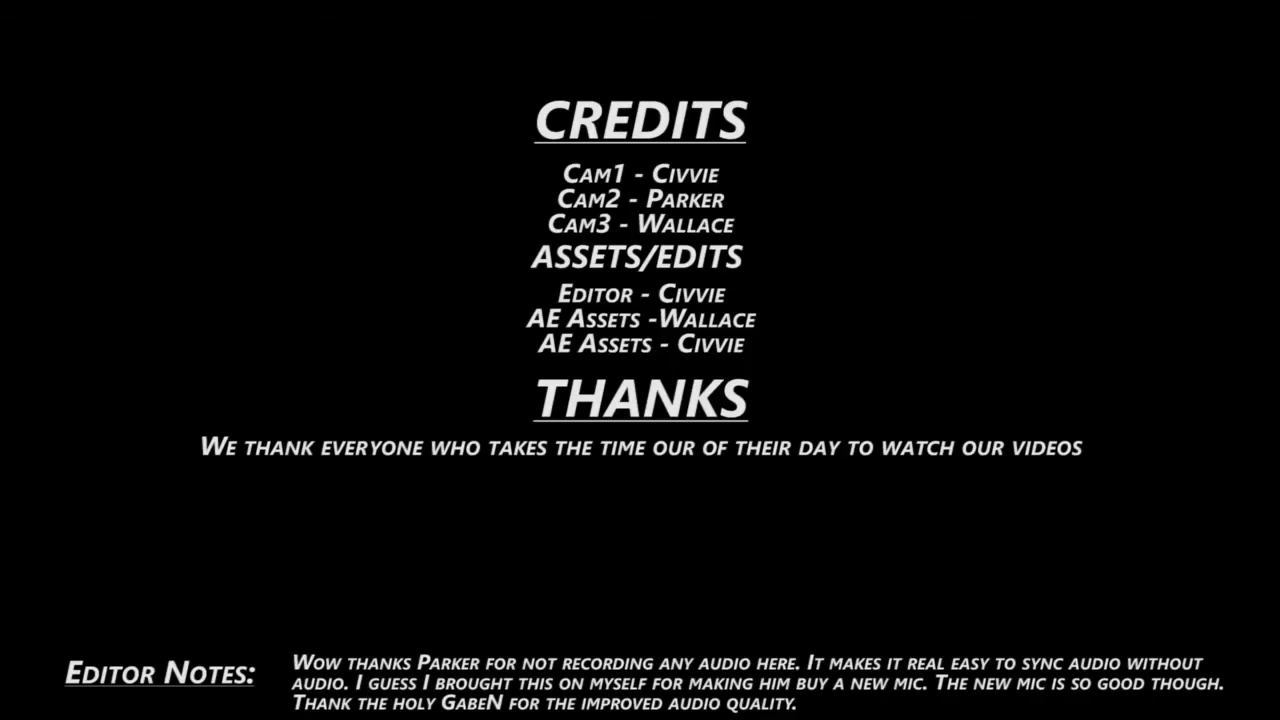 CREDITS
CAM1 - CIVVIE
CAM2 - PARKER
CAM3 - WALLACE
ASSETS/EDITS
EDITOR - CIVVIE
AE ASSETS -WALLACE
AE ASSETS - CIVVIE
THANKS
WE THANK EVERYONE WHO TAKES THE TIME OUR OF THEIR DAY TO WATCH OUR VIDEOS
EDITOR NOTES:
WOW THANKS PARKER FOR NOT RECORDING ANY AUDIO HERE. IT MAKES IT REAL EASY TO SYNC AUDIO WITHOUT
AUDIO. I GUESS I BROUGHT THIS ON MYSELF FOR MAKING HIM BUY A NEW MIC. THE NEW MIC IS SO GOOD THOUGH.
THANK THE HOLY GABEN FOR THE IMPROVED AUDIO QUALITY.